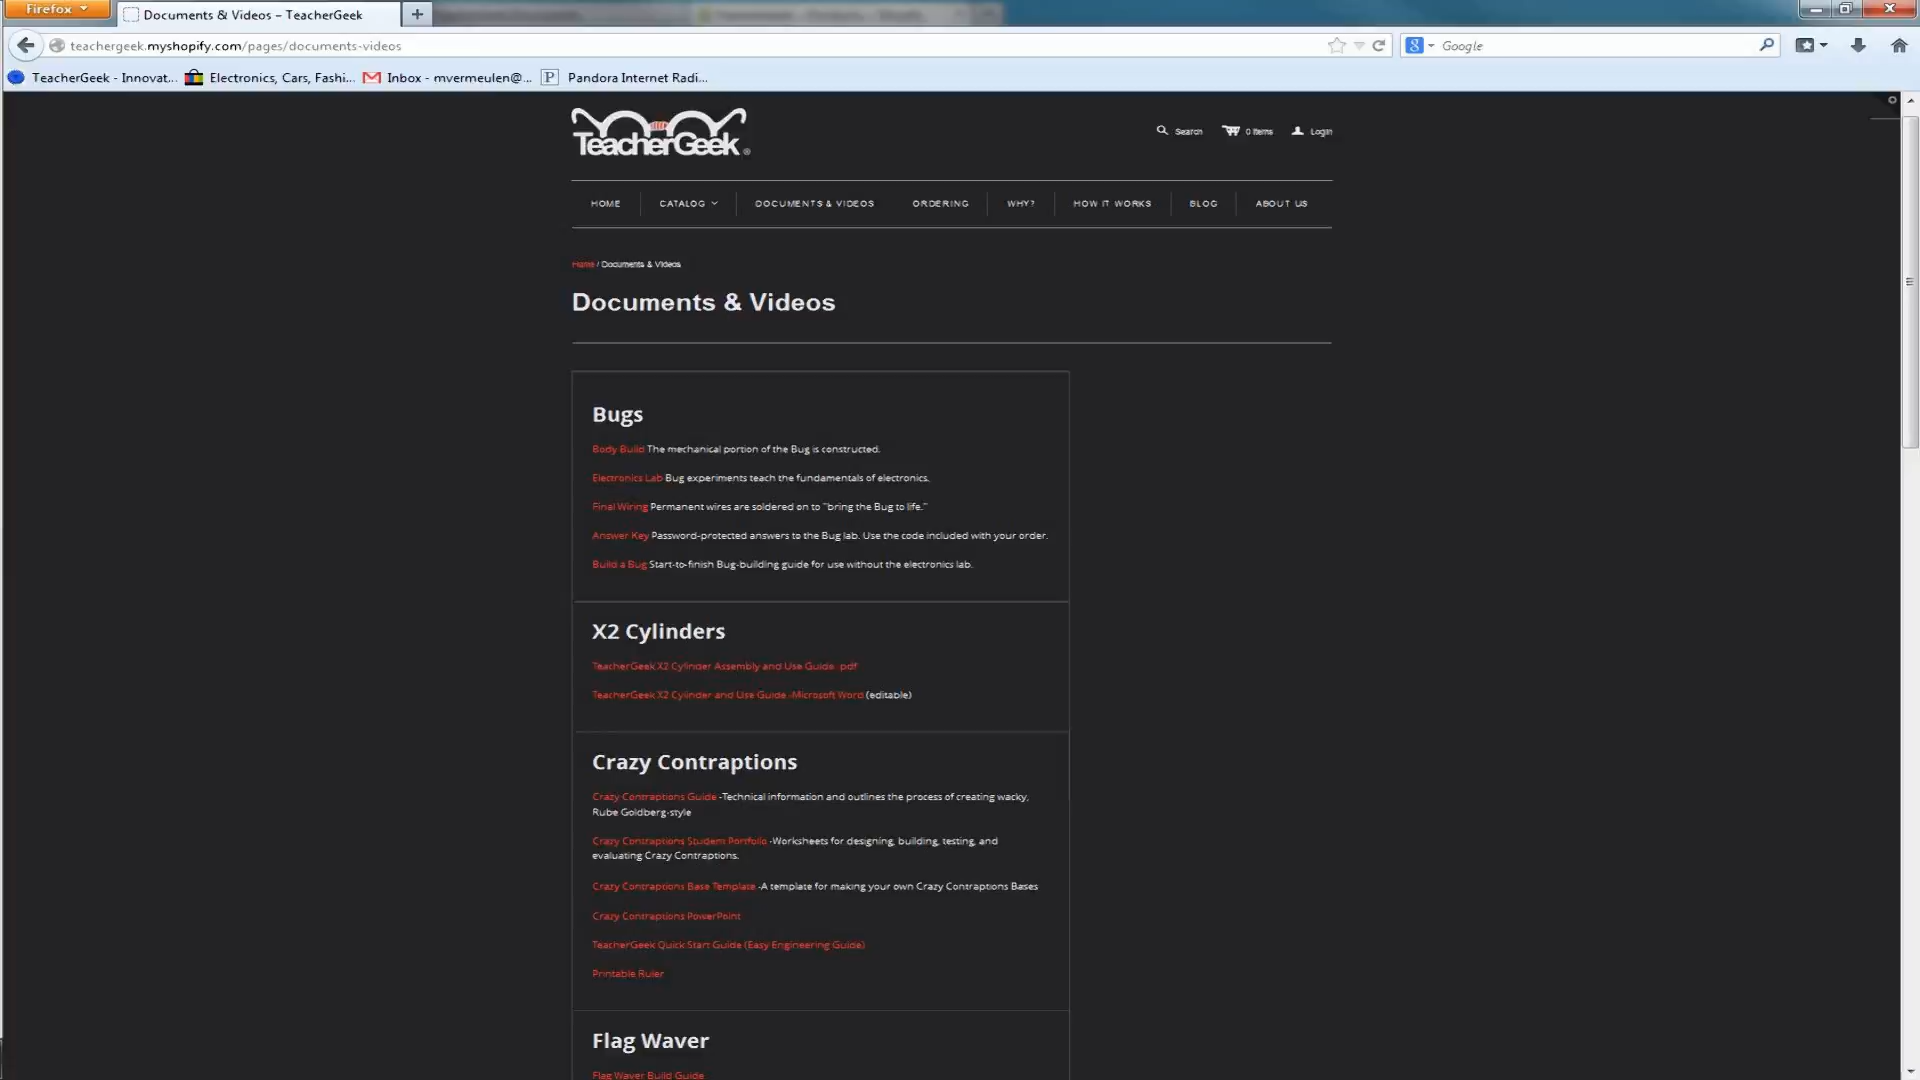 Firefox
Documents & Videos – TeacherGeek
teachergeek.myshopify.com/pages/documents-videos
Google
TeacherGeek - Innovat...
Electronics, Cars, Fashi...
Inbox - mvermeulen@...
Pandora Internet Radi...
TeacherGeek
Search
0 Items
Login
HOME
CATALOG
DOCUMENTS & VIDEOS
ORDERING
WHY?
HOW IT WORKS
BLOG
ABOUT US
Home / Documents & Videos
Documents & Videos
Bugs
Body Build The mechanical portion of the Bug is constructed.
Electronics Lab Bug experiments teach the fundamentals of electronics.
Final Wiring Permanent wires are soldered on to "bring the Bug to life."
Answer Key Password-protected answers to the Bug lab. Use the code included with your order.
Build a Bug Start-to-finish Bug-building guide for use without the electronics lab.
X2 Cylinders
TeacherGeek X2 Cylinder Assembly and Use Guide .pdf
TeacherGeek X2 Cylinder and Use Guide -Microsoft Word (editable)
Crazy Contraptions
Crazy Contraptions Guide -Technical information and outlines the process of creating wacky,
Rube Goldberg-style
Crazy Contraptions Student Portfolio -Worksheets for designing, building, testing, and
evaluating Crazy Contraptions.
Crazy Contraptions Base Template -A template for making your own Crazy Contraptions Bases
Crazy Contraptions PowerPoint
TeacherGeek Quick Start Guide (Easy Engineering Guide)
Printable Ruler
Flag Waver
Flag Waver Build Guide